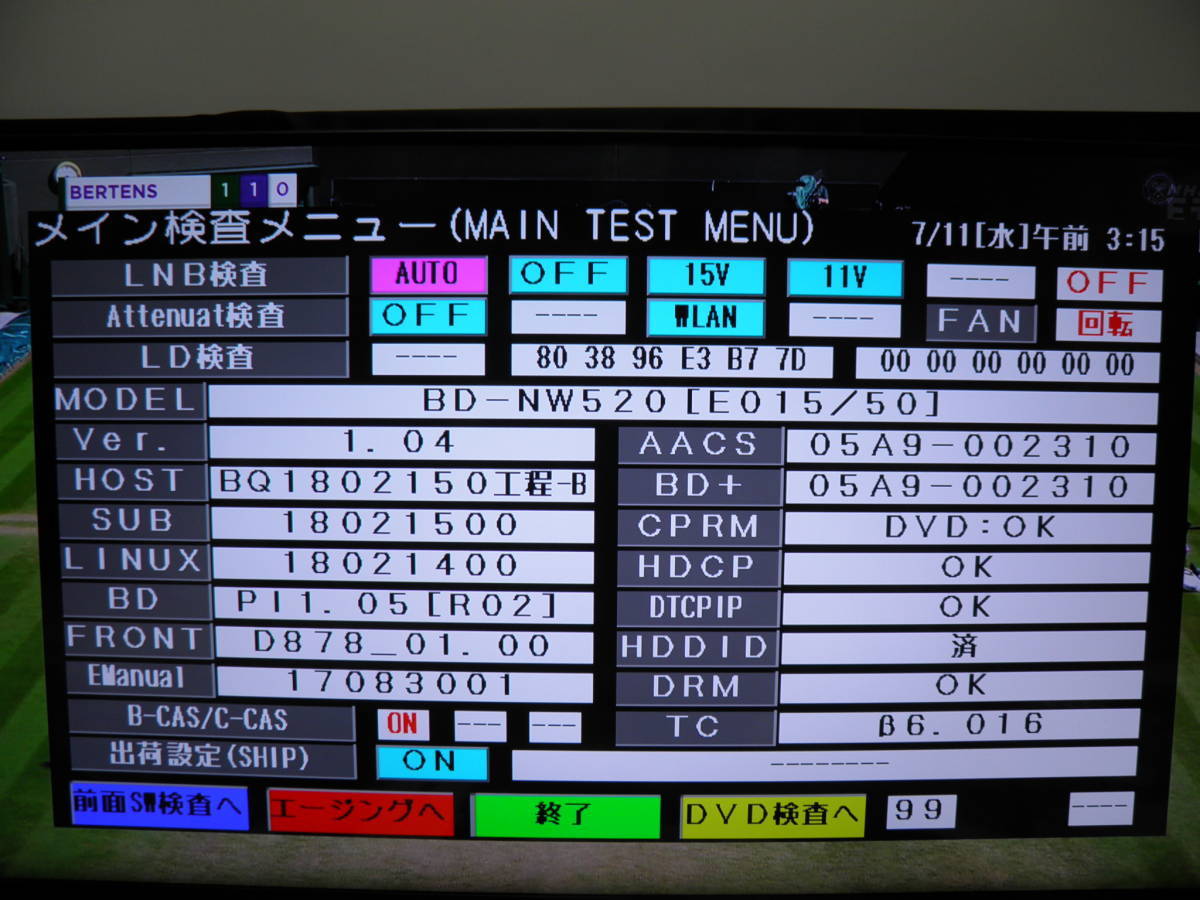 BERTENS 1 1 0
メイン検査メニュー(MAIN TEST MENU) 7/11[水]午前 3:15
LNB検査 AUTO OFF 15V 11V ---- OFF
Attenuat検査 OFF ---- WLAN ---- FAN 回転
LD検査 ---- 80 38 96 E3 B7 7D 00 00 00 00 00 00
MODEL BD-NW520[E015/50]
Ver. 1.04 AACS 05A9-002310
HOST BQ1802150工程-B BD+ 05A9-002310
SUB 18021500 CPRM DVD:OK
LINUX 18021400 HDCP OK
BD PI1.05[R02] DTCPIP OK
FRONT D878_01.00 HDDID 済
EManual 17083001 DRM OK
B-CAS/C-CAS ON --- --- TC β6.016
出荷設定(SHIP) ON --------
前面SW検査へ エージングへ 終了 DVD検査へ 99 ----